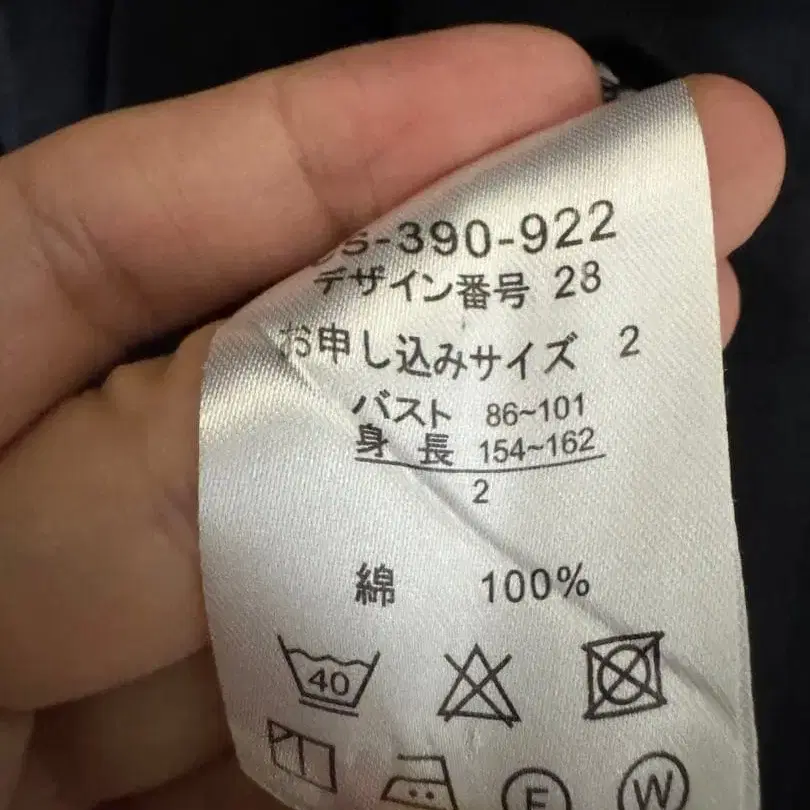 S-390-922
デザイン番号 28
お申し込みサイズ 2
バスト 86~101
身長 154~162
2
綿 100%
40
F W